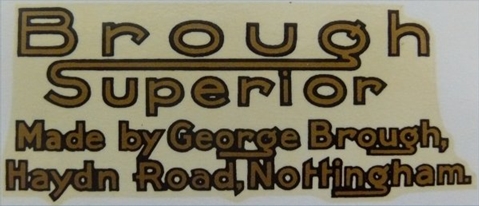 Brough
Superior
Made by George Brough,
Haydn Road, Nottingham.